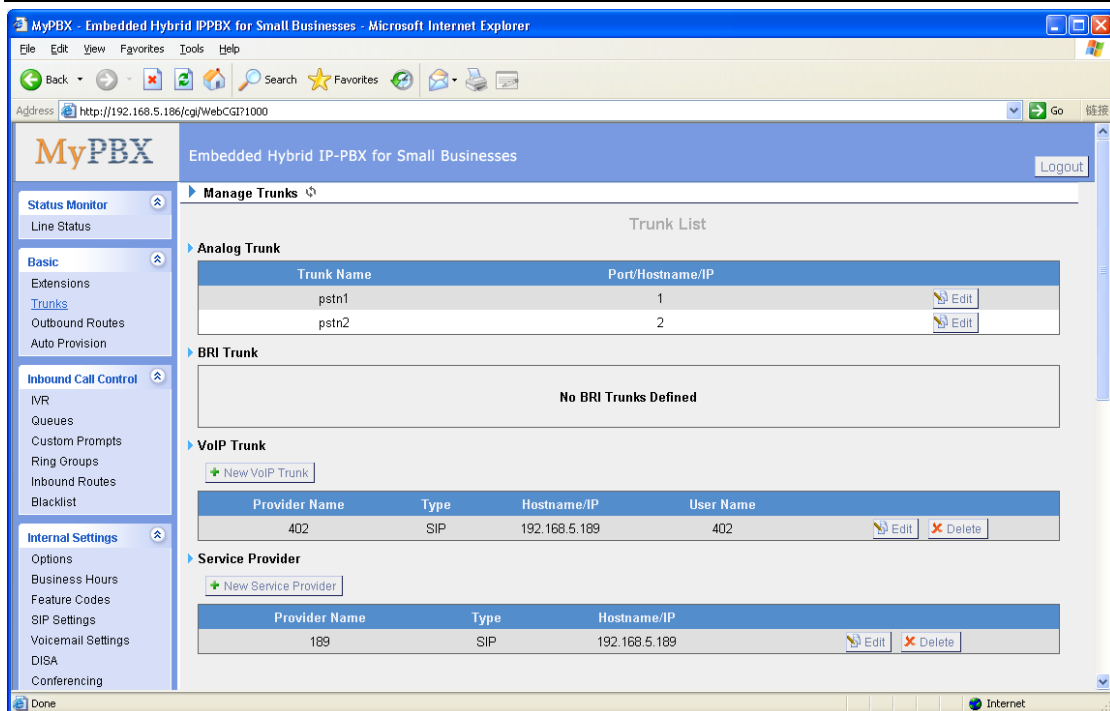 MyPBX - Embedded Hybrid IPPBX for Small Businesses - Microsoft Internet Explorer
File Edit View Favorites Tools Help
Back Search Favorites
Address http://192.168.5.186/cgi/WebCGI?1000 Go 链接
MyPBX
Embedded Hybrid IP-PBX for Small Businesses
Logout
Status Monitor
Line Status
Basic
Extensions
Trunks
Outbound Routes
Auto Provision
Inbound Call Control
IVR
Queues
Custom Prompts
Ring Groups
Inbound Routes
Blacklist
Internal Settings
Options
Business Hours
Feature Codes
SIP Settings
Voicemail Settings
DISA
Conferencing
Manage Trunks
Trunk List
Analog Trunk
Trunk Name Port/Hostname/IP
pstn1 1 Edit
pstn2 2 Edit
BRI Trunk
No BRI Trunks Defined
VoIP Trunk
New VoIP Trunk
Provider Name Type Hostname/IP User Name
402 SIP 192.168.5.189 402 Edit Delete
Service Provider
New Service Provider
Provider Name Type Hostname/IP
189 SIP 192.168.5.189 Edit Delete
Done Internet